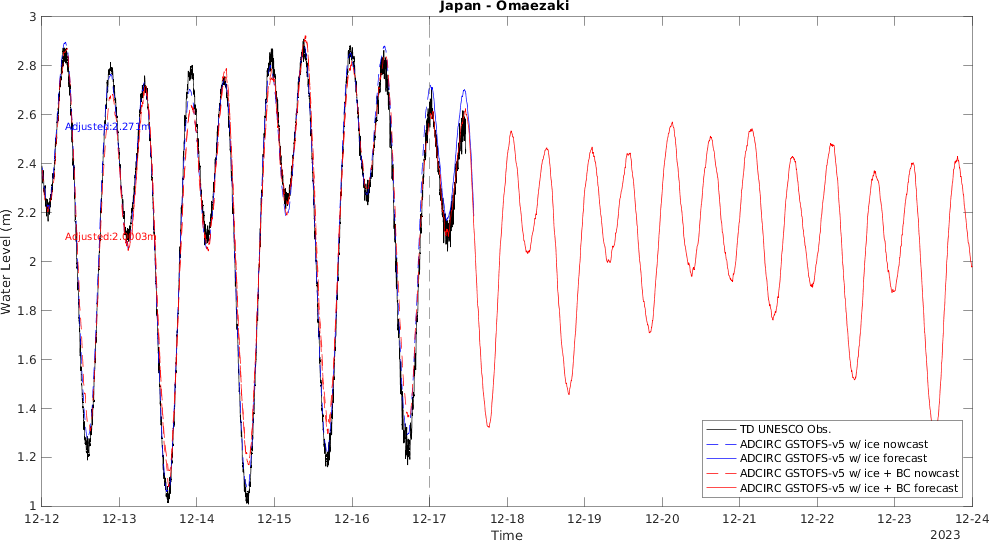 Japan - Omaezaki
3
2.8
2.6
2.4
2.2
2
1.8
1.6
1.4
1.2
1
Water Level (m)
Adjusted:2.271m
Adjusted:2.0003m
TD UNESCO Obs.
ADCIRC GSTOFS-v5 w/ ice nowcast
ADCIRC GSTOFS-v5 w/ ice forecast
ADCIRC GSTOFS-v5 w/ ice + BC nowcast
ADCIRC GSTOFS-v5 w/ ice + BC forecast
12-12 12-13 12-14 12-15 12-16 12-17 12-18 12-19 12-20 12-21 12-22 12-23 12-24
Time
2023